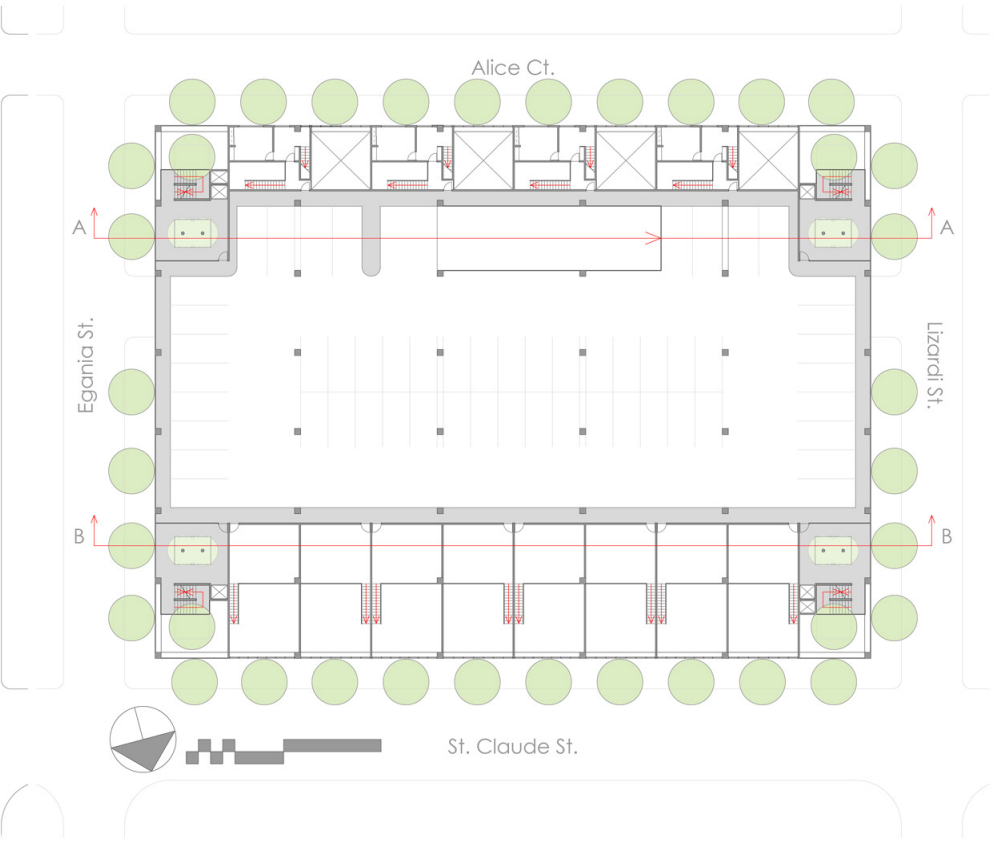 Alice Ct.
A
A
Egania St.
Lizardi St.
B
B
St. Claude St.